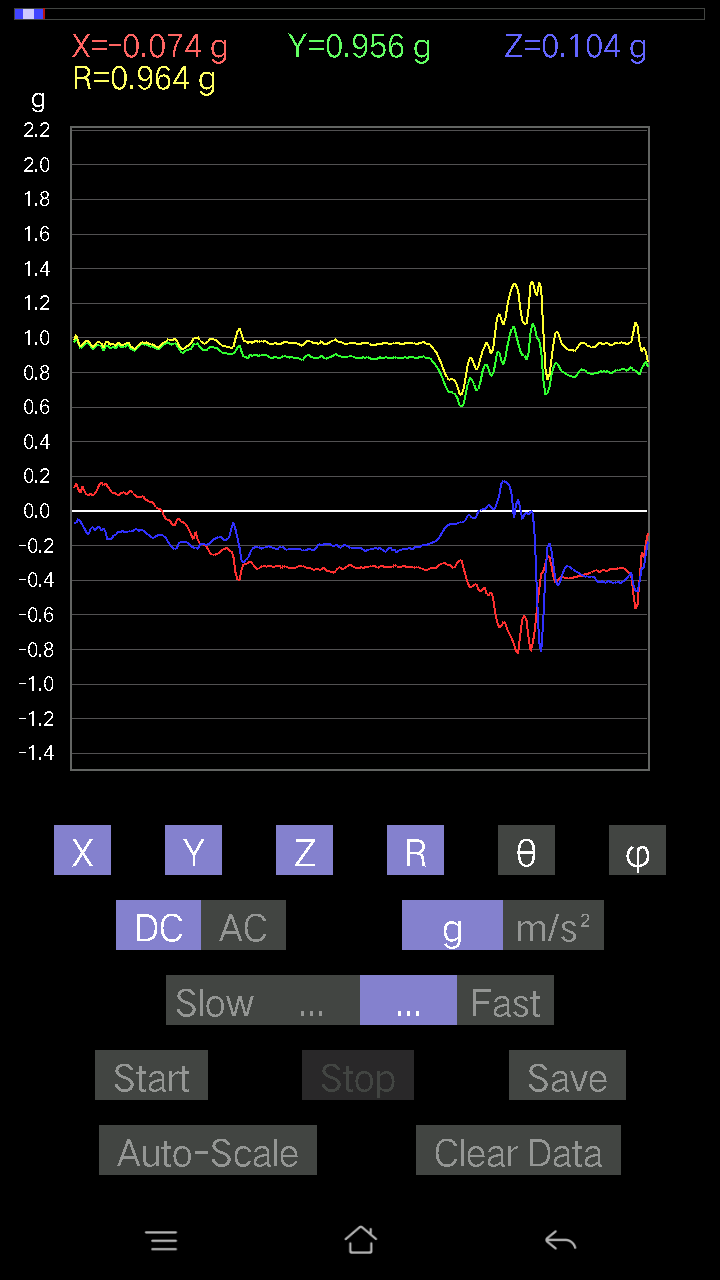 X=-0.074 g Y=0.956 g Z=0.104 g
R=0.964 g
g
2.2
2.0
1.8
1.6
1.4
1.2
1.0
0.8
0.6
0.4
0.2
0.0
-0.2
-0.4
-0.6
-0.8
-1.0
-1.2
-1.4
X Y Z R θ φ
DC AC g m/s²
Slow ... ... Fast
Start Stop Save
Auto-Scale Clear Data